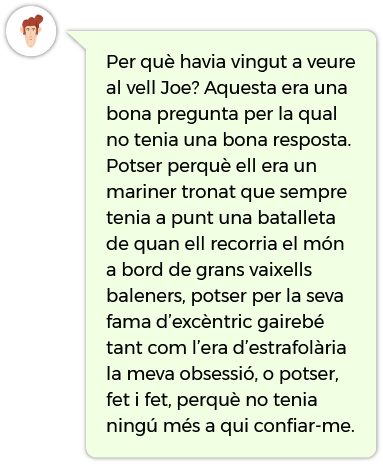 Per què havia vingut a veure
al vell Joe? Aquesta era una
bona pregunta per la qual
no tenia una bona resposta.
Potser perquè ell era un
mariner tronat que sempre
tenia a punt una batalleta
de quan ell recorria el món
a bord de grans vaixells
baleners, potser per la seva
fama d’excèntric gairebé
tant com l’era d’estrafolària
la meva obsessió, o potser,
fet i fet, perquè no tenia
ningú més a qui confiar-me.